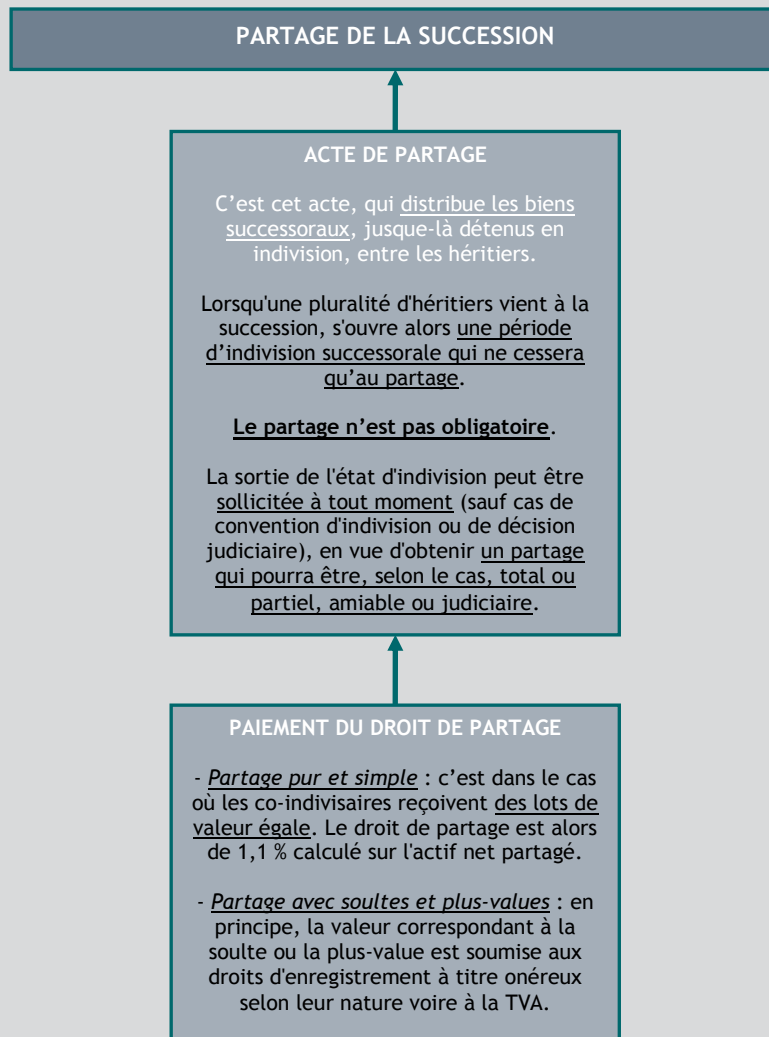 PARTAGE DE LA SUCCESSION
ACTE DE PARTAGE
C’est cet acte, qui distribue les biens
successoraux, jusque-là détenus en
indivision, entre les héritiers.
Lorsqu'une pluralité d'héritiers vient à la
succession, s'ouvre alors une période
d’indivision successorale qui ne cessera
qu’au partage.
Le partage n’est pas obligatoire.
La sortie de l'état d'indivision peut être
sollicitée à tout moment (sauf cas de
convention d'indivision ou de décision
judiciaire), en vue d'obtenir un partage
qui pourra être, selon le cas, total ou
partiel, amiable ou judiciaire.
PAIEMENT DU DROIT DE PARTAGE
- Partage pur et simple : c’est dans le cas
où les co-indivisaires reçoivent des lots de
valeur égale. Le droit de partage est alors
de 1,1 % calculé sur l'actif net partagé.
- Partage avec soultes et plus-values : en
principe, la valeur correspondant à la
soulte ou la plus-value est soumise aux
droits d'enregistrement à titre onéreux
selon leur nature voire à la TVA.